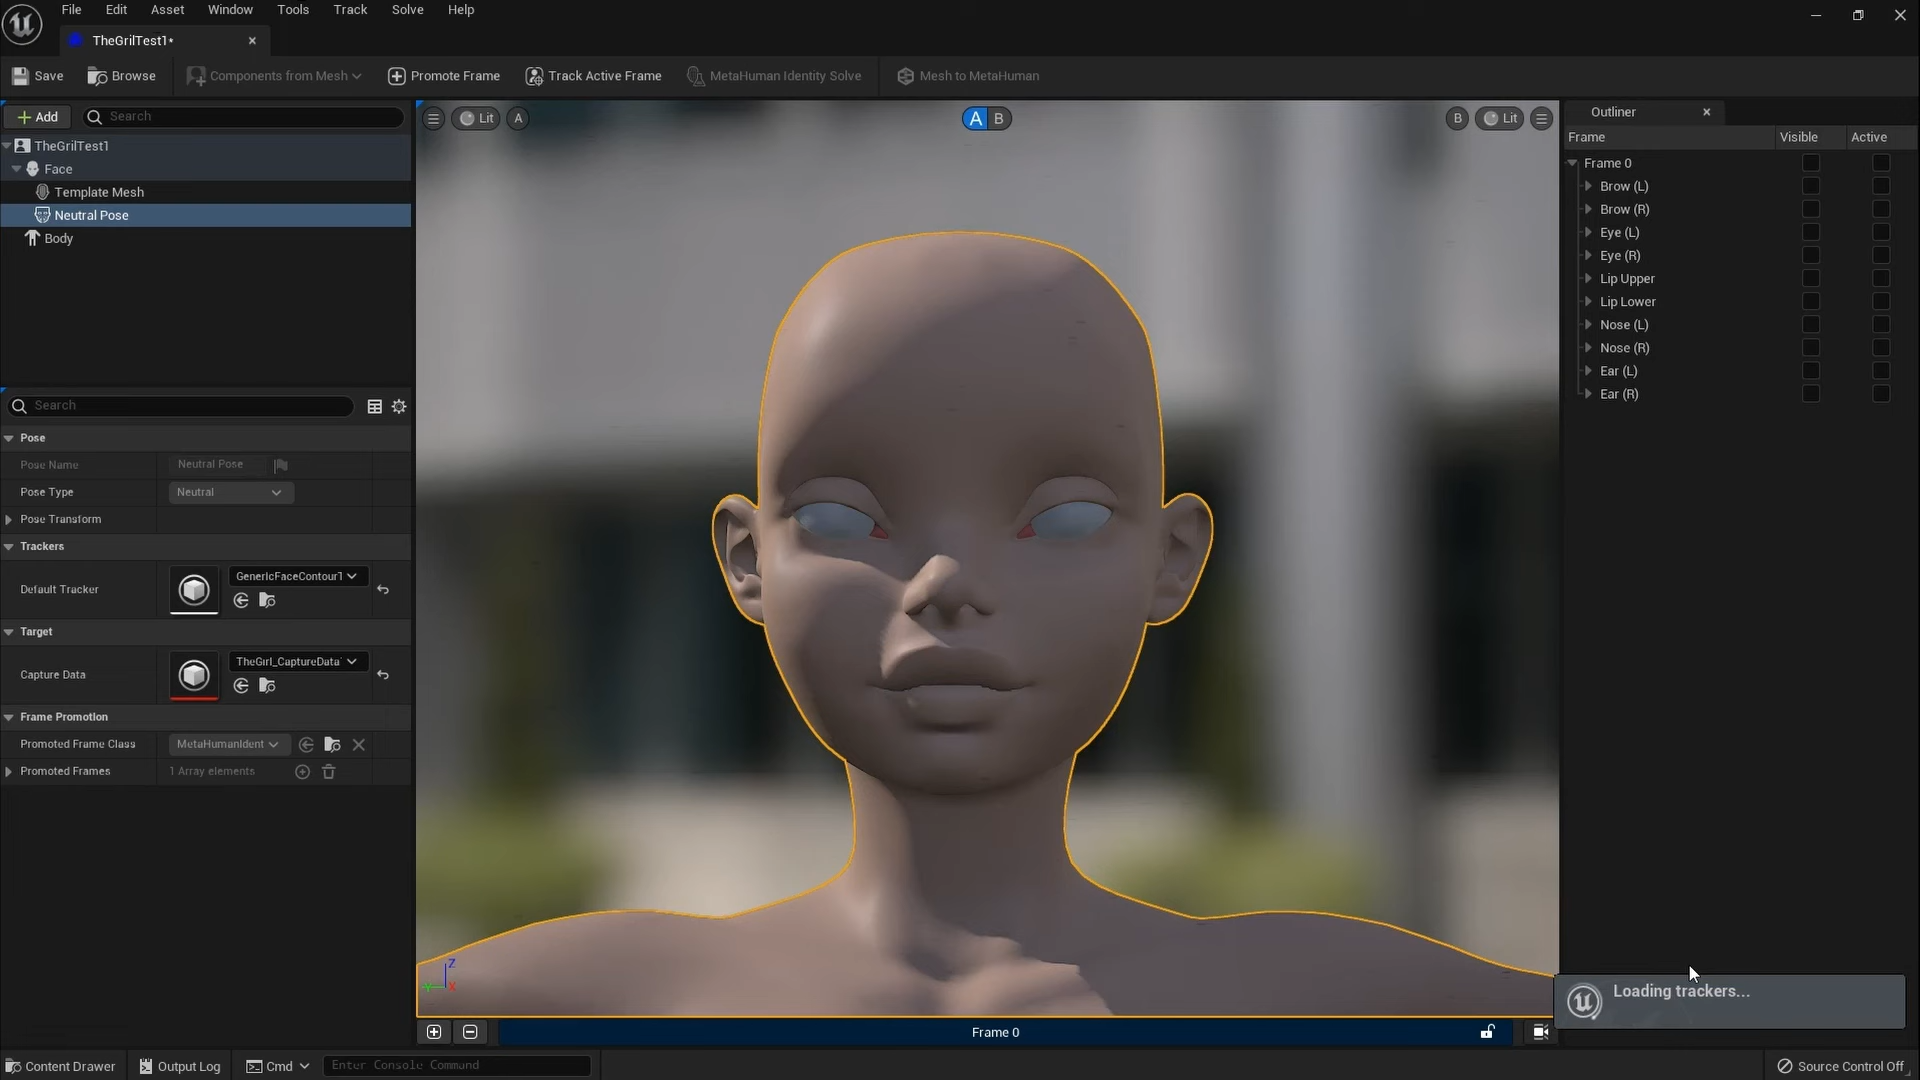 File Edit Asset Window Tools Track Solve Help
TheGrilTest1*
Save Browse Components from Mesh Promote Frame Track Active Frame MetaHuman Identity Solve Mesh to MetaHuman
Add Search
TheGrilTest1
Face
Template Mesh
Neutral Pose
Body
Search
Pose
Pose Name Neutral Pose
Pose Type Neutral
Pose Transform
Trackers
Default Tracker GenericFaceContourT
Target
Capture Data TheGirl_CaptureData
Frame Promotion
Promoted Frame Class MetaHumanIdent
Promoted Frames 1 Array elements
Lit A
A B
B Lit
Z
Y X
Frame 0
Outliner
Frame Visible Active
Frame 0
Brow (L)
Brow (R)
Eye (L)
Eye (R)
Lip Upper
Lip Lower
Nose (L)
Nose (R)
Ear (L)
Ear (R)
Loading trackers...
Content Drawer Output Log Cmd Enter Console Command Source Control Off